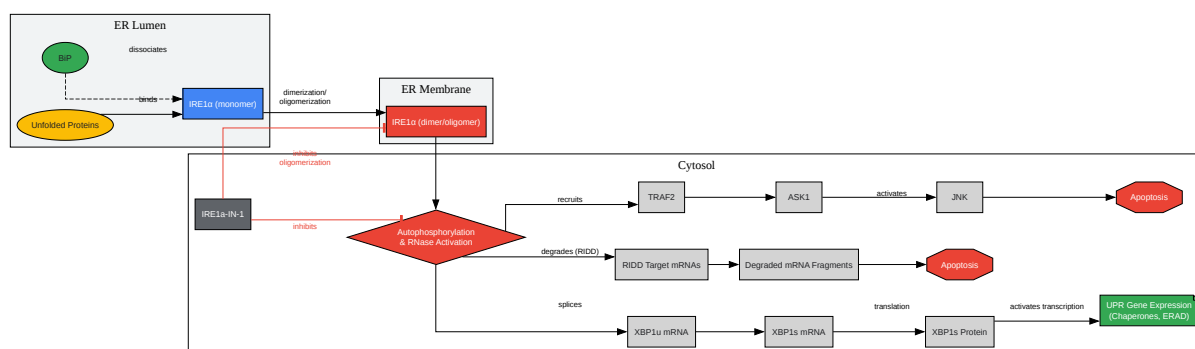 ER Lumen
dissociates
BiP
binds
IRE1α (monomer)
Unfolded Proteins
dimerization/
oligomerization
ER Membrane
IRE1α (dimer/oligomer)
inhibits
oligomerization
Cytosol
IRE1a-IN-1
inhibits
Autophosphorylation
& RNase Activation
recruits
TRAF2
ASK1
activates
JNK
Apoptosis
degrades (RIDD)
RIDD Target mRNAs
Degraded mRNA Fragments
Apoptosis
splices
XBP1u mRNA
XBP1s mRNA
translation
XBP1s Protein
activates transcription
UPR Gene Expression
(Chaperones, ERAD)